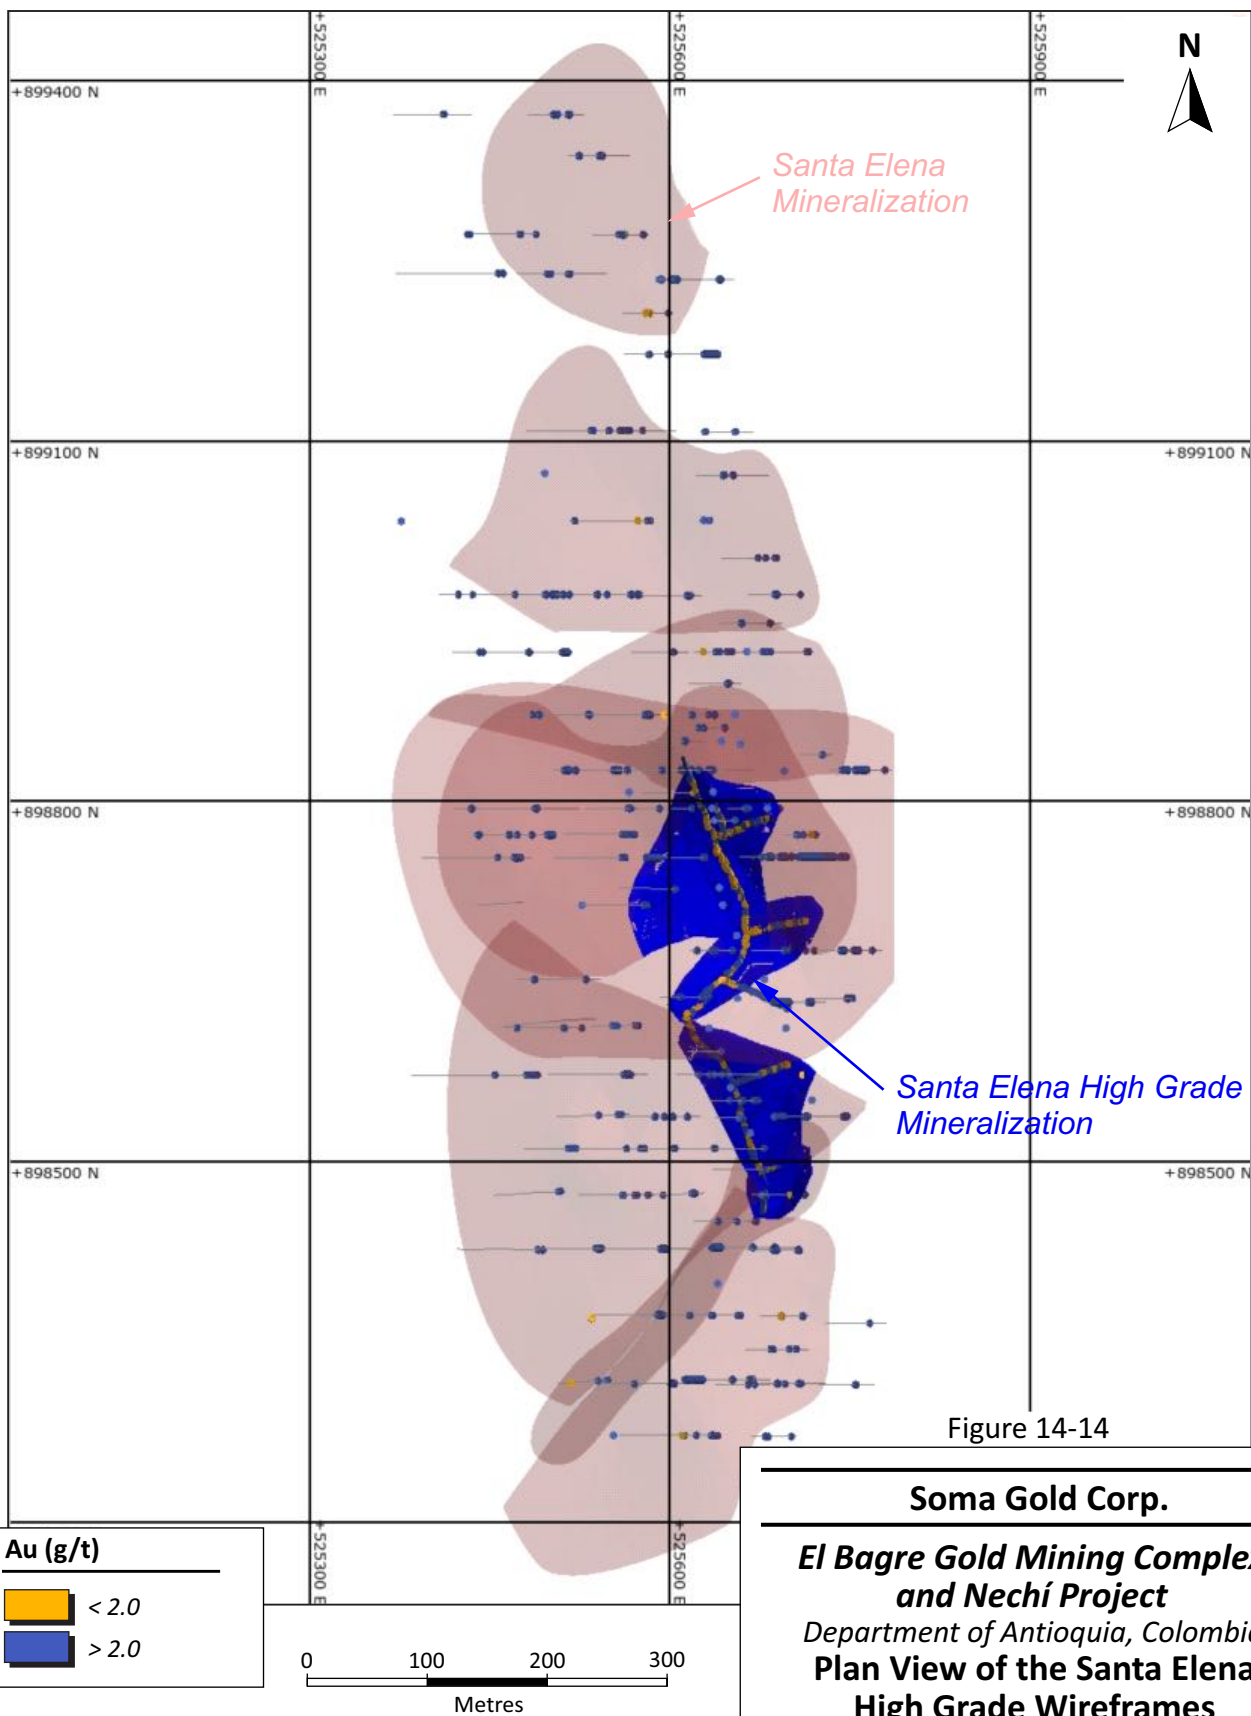 +525300 E
+525600 E
+525900 E
N
+899400 N
Santa Elena
Mineralization
+899100 N
+899100 N
+898800 N
+898800 N
Santa Elena High Grade
Mineralization
+898500 N
+898500 N
Figure 14-14
Soma Gold Corp.
El Bagre Gold Mining Complex
and Nechí Project
Department of Antioquia, Colombia
Plan View of the Santa Elena
High Grade Wireframes
+525300 E
+525600 E
Au (g/t)
< 2.0
> 2.0
0 100 200 300
Metres